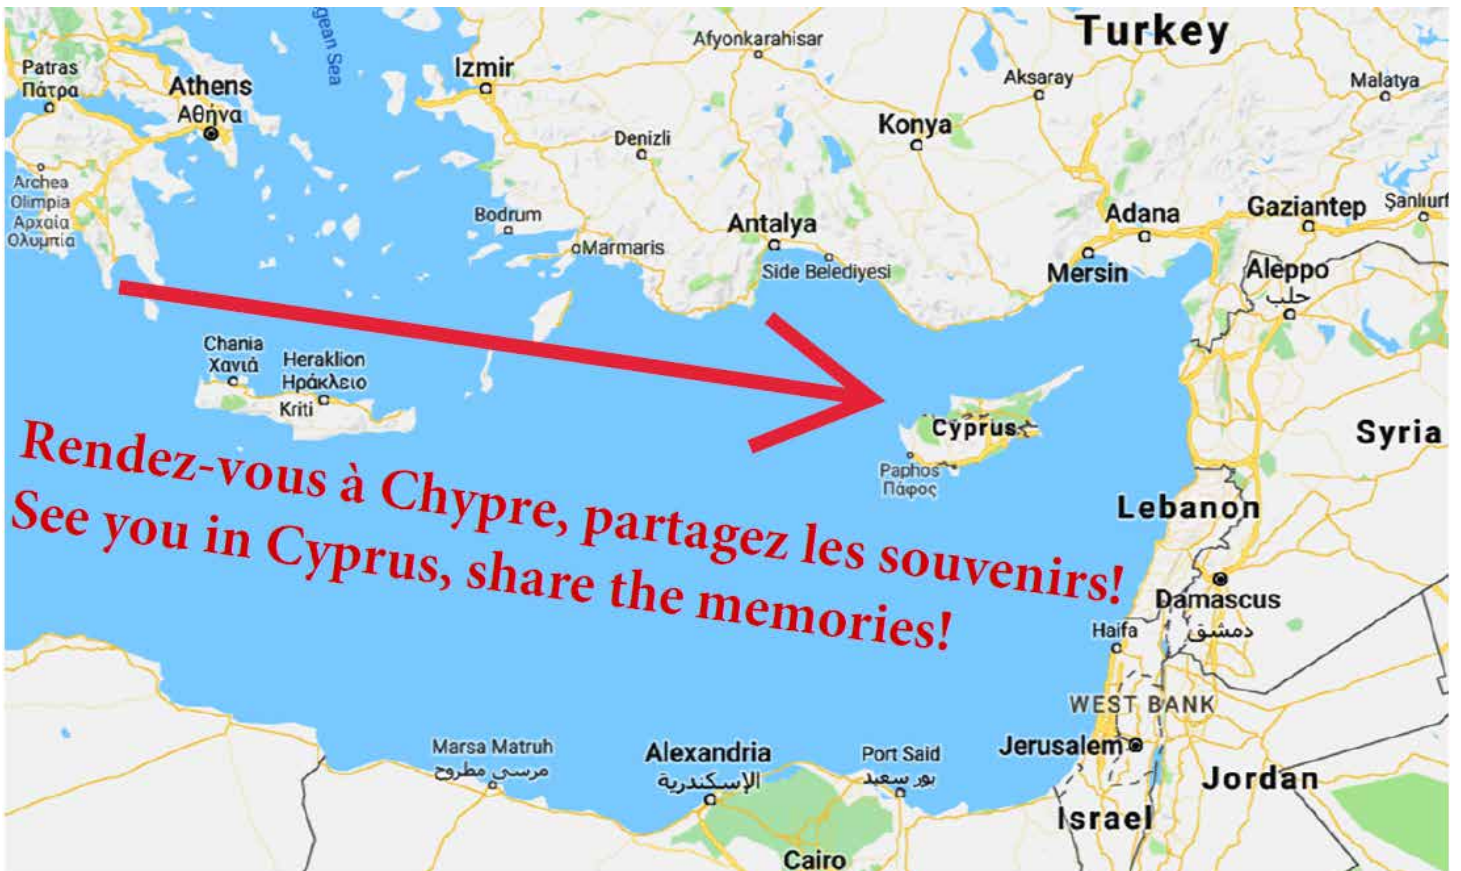 gean Sea
Afyonkarahisar
Turkey
Patras
Πάτρα
Athens
Αθήνα
Izmir
Aksaray
Malatya
Denizli
Konya
Archea
Olimpia
Αρχαία
Ολυμπία
Bodrum
Marmaris
Antalya
Side Belediyesi
Adana
Mersin
Gaziantep
Şanlıurf
Aleppo
حلب
Chania
Χανιά
Heraklion
Ηράκλειο
Kriti
Cyprus
Paphos
Πάφος
Syria
Lebanon
Rendez-vous à Chypre, partagez les souvenirs!
See you in Cyprus, share the memories!
Damascus
دمشق
Haifa
WEST BANK
Marsa Matruh
مرسى مطروح
Alexandria
الإسكندرية
Port Said
بور سعيد
Jerusalem
Jordan
Israel
Cairo